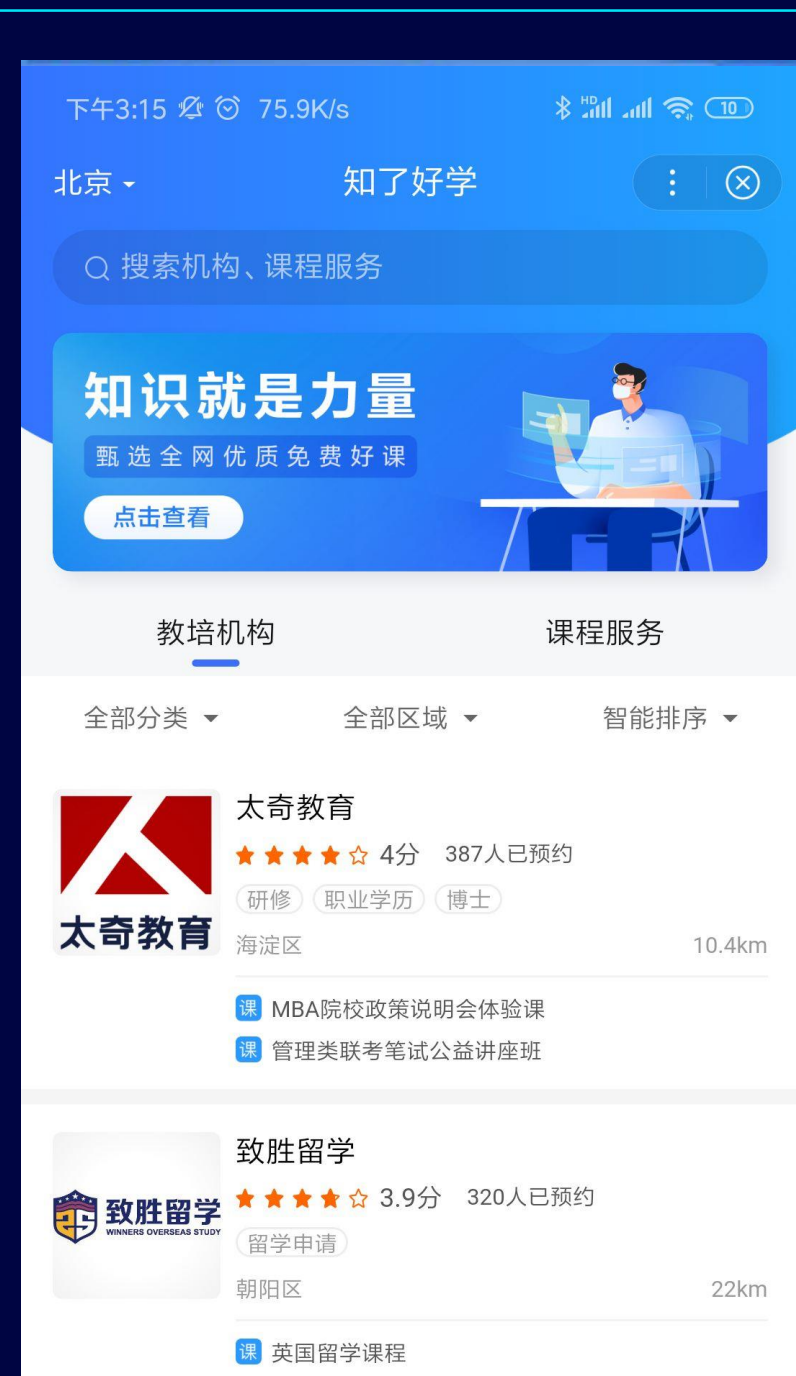 下午3:15 75.9K/s HD 10
北京 知了好学
搜索机构、课程服务
知识就是力量
甄选全网优质免费好课
点击查看
教培机构 课程服务
全部分类 全部区域 智能排序
太奇教育
4分 387人已预约
研修 职业学历 博士
太奇教育
海淀区 10.4km
课 MBA院校政策说明会体验课
课 管理类联考笔试公益讲座班
致胜留学
3.9分 320人已预约
致胜留学
WINNERS OVERSEAS STUDY
留学申请
朝阳区 22km
课 英国留学课程